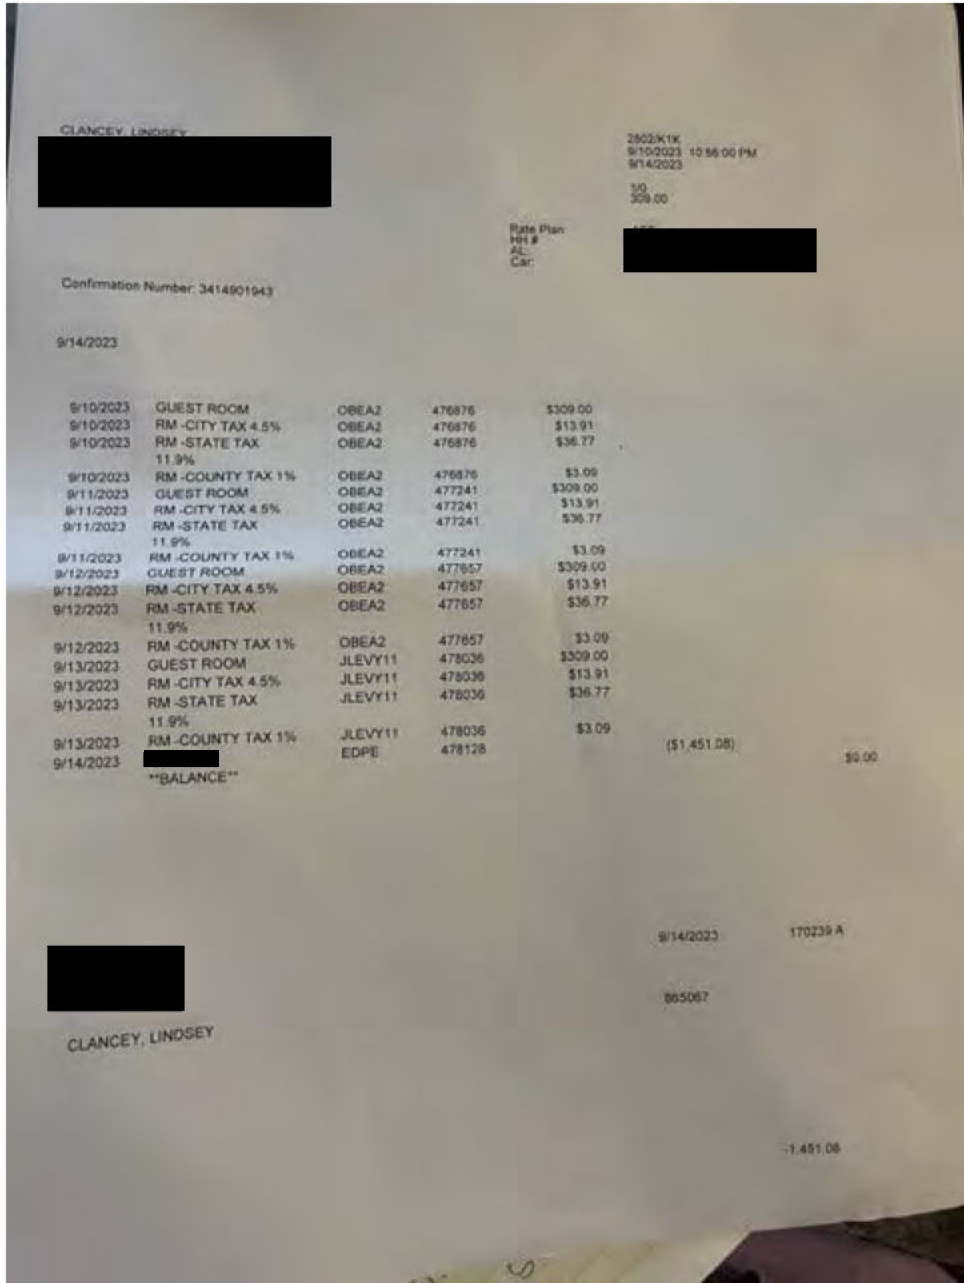 CLANCEY, LINDSEY
2802/K1K
9/10/2023 10:56:00 PM
9/14/2023
1/0
309.00
Rate Plan:
HH #
AL:
Car:
Confirmation Number: 3414901943
9/14/2023
9/10/2023 GUEST ROOM OBEA2 476876 $309.00
9/10/2023 RM -CITY TAX 4.5% OBEA2 476876 $13.91
9/10/2023 RM -STATE TAX OBEA2 476876 $36.77
11.9%
9/10/2023 RM -COUNTY TAX 1% OBEA2 476876 $3.09
9/11/2023 GUEST ROOM OBEA2 477241 $309.00
9/11/2023 RM -CITY TAX 4.5% OBEA2 477241 $13.91
9/11/2023 RM -STATE TAX OBEA2 477241 $36.77
11.9%
9/11/2023 RM -COUNTY TAX 1% OBEA2 477241 $3.09
9/12/2023 GUEST ROOM OBEA2 477657 $309.00
9/12/2023 RM -CITY TAX 4.5% OBEA2 477657 $13.91
9/12/2023 RM -STATE TAX OBEA2 477657 $36.77
11.9%
9/12/2023 RM -COUNTY TAX 1% OBEA2 477657 $3.09
9/13/2023 GUEST ROOM JLEVY11 478036 $309.00
9/13/2023 RM -CITY TAX 4.5% JLEVY11 478036 $13.91
9/13/2023 RM -STATE TAX JLEVY11 478036 $36.77
11.9%
9/13/2023 RM -COUNTY TAX 1% JLEVY11 478036 $3.09
9/14/2023 EDPE 478128 ($1,451.08)
**BALANCE** $0.00
9/14/2023 170239 A
865067
CLANCEY, LINDSEY
-1,451.08